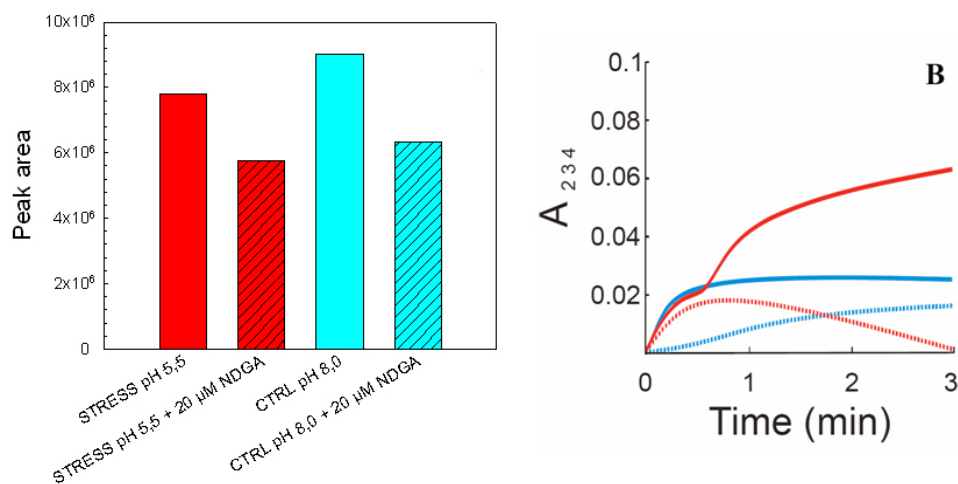 10x10⁶
8x10⁶
6x10⁶
4x10⁶
2x10⁶
0
Peak area
STRESS pH 5,5
STRESS pH 5,5 + 20 µM NDGA
CTRL pH 8,0
CTRL pH 8,0 + 20 µM NDGA
B
0.1
0.08
0.06
0.04
0.02
A₂₃₄
0 1 2 3
Time (min)